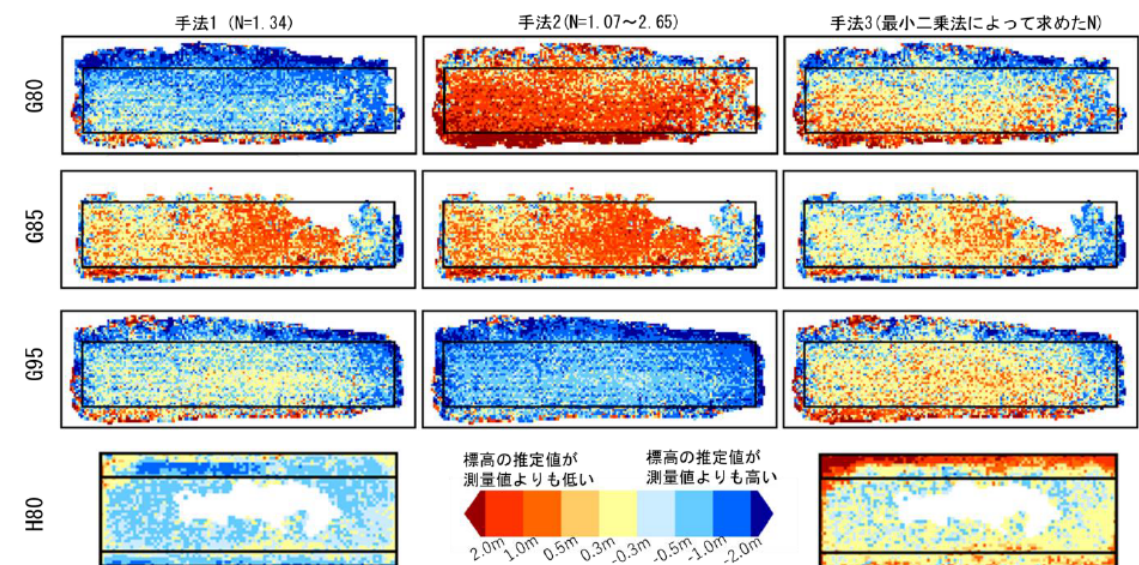 手法1 (N=1.34)
手法2(N=1.07～2.65)
手法3(最小二乗法によって求めたN)
G80
G85
G95
H80
標高の推定値が
測量値よりも低い
標高の推定値が
測量値よりも高い
2.0m
1.0m
0.5m
0.3m
-0.3m
-0.5m
-1.0m
-2.0m